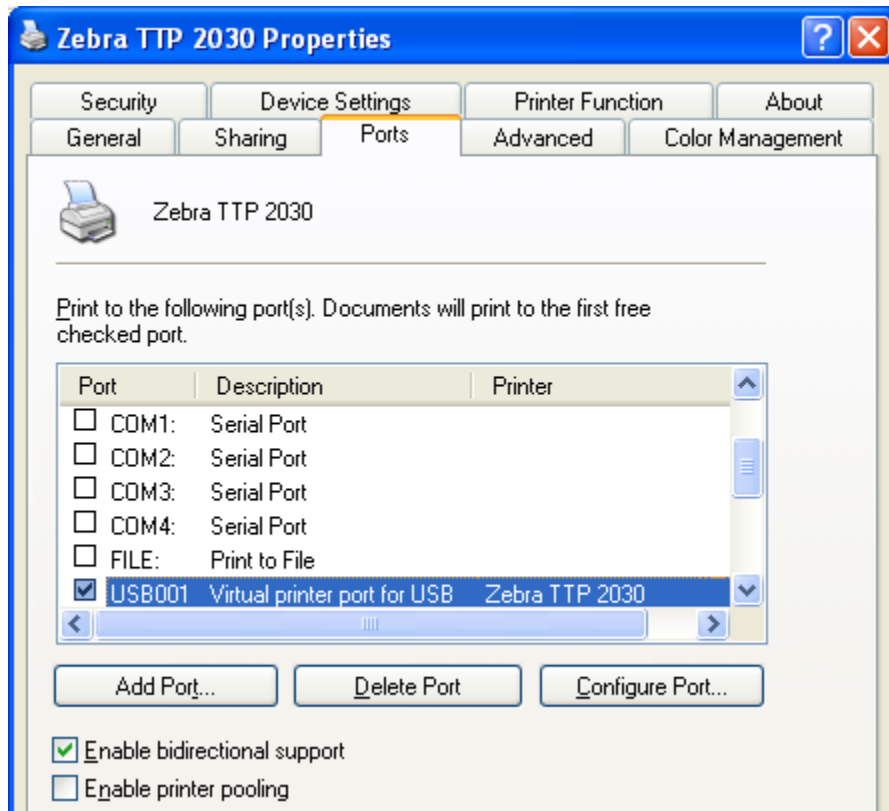 Zebra TTP 2030 Properties
Security Device Settings Printer Function About
General Sharing Ports Advanced Color Management
Zebra TTP 2030
Print to the following port(s). Documents will print to the first free
checked port.
Port Description Printer
COM1: Serial Port
COM2: Serial Port
COM3: Serial Port
COM4: Serial Port
FILE: Print to File
USB001 Virtual printer port for USB Zebra TTP 2030
Add Port... Delete Port Configure Port...
Enable bidirectional support
Enable printer pooling